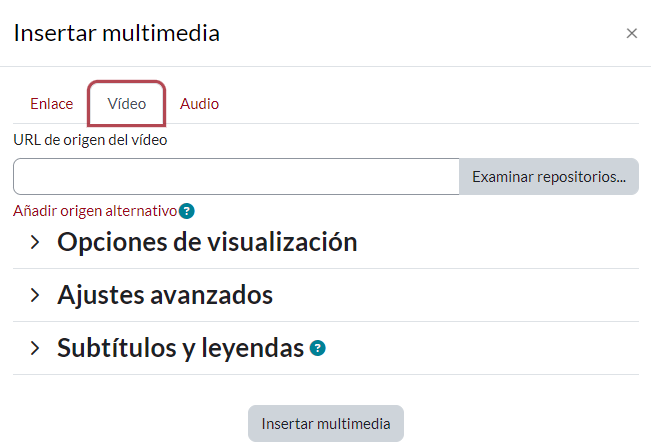 Insertar multimedia ×
Enlace Vídeo Audio
URL de origen del vídeo
Examinar repositorios...
Añadir origen alternativo ?
Opciones de visualización
Ajustes avanzados
Subtítulos y leyendas ?
Insertar multimedia